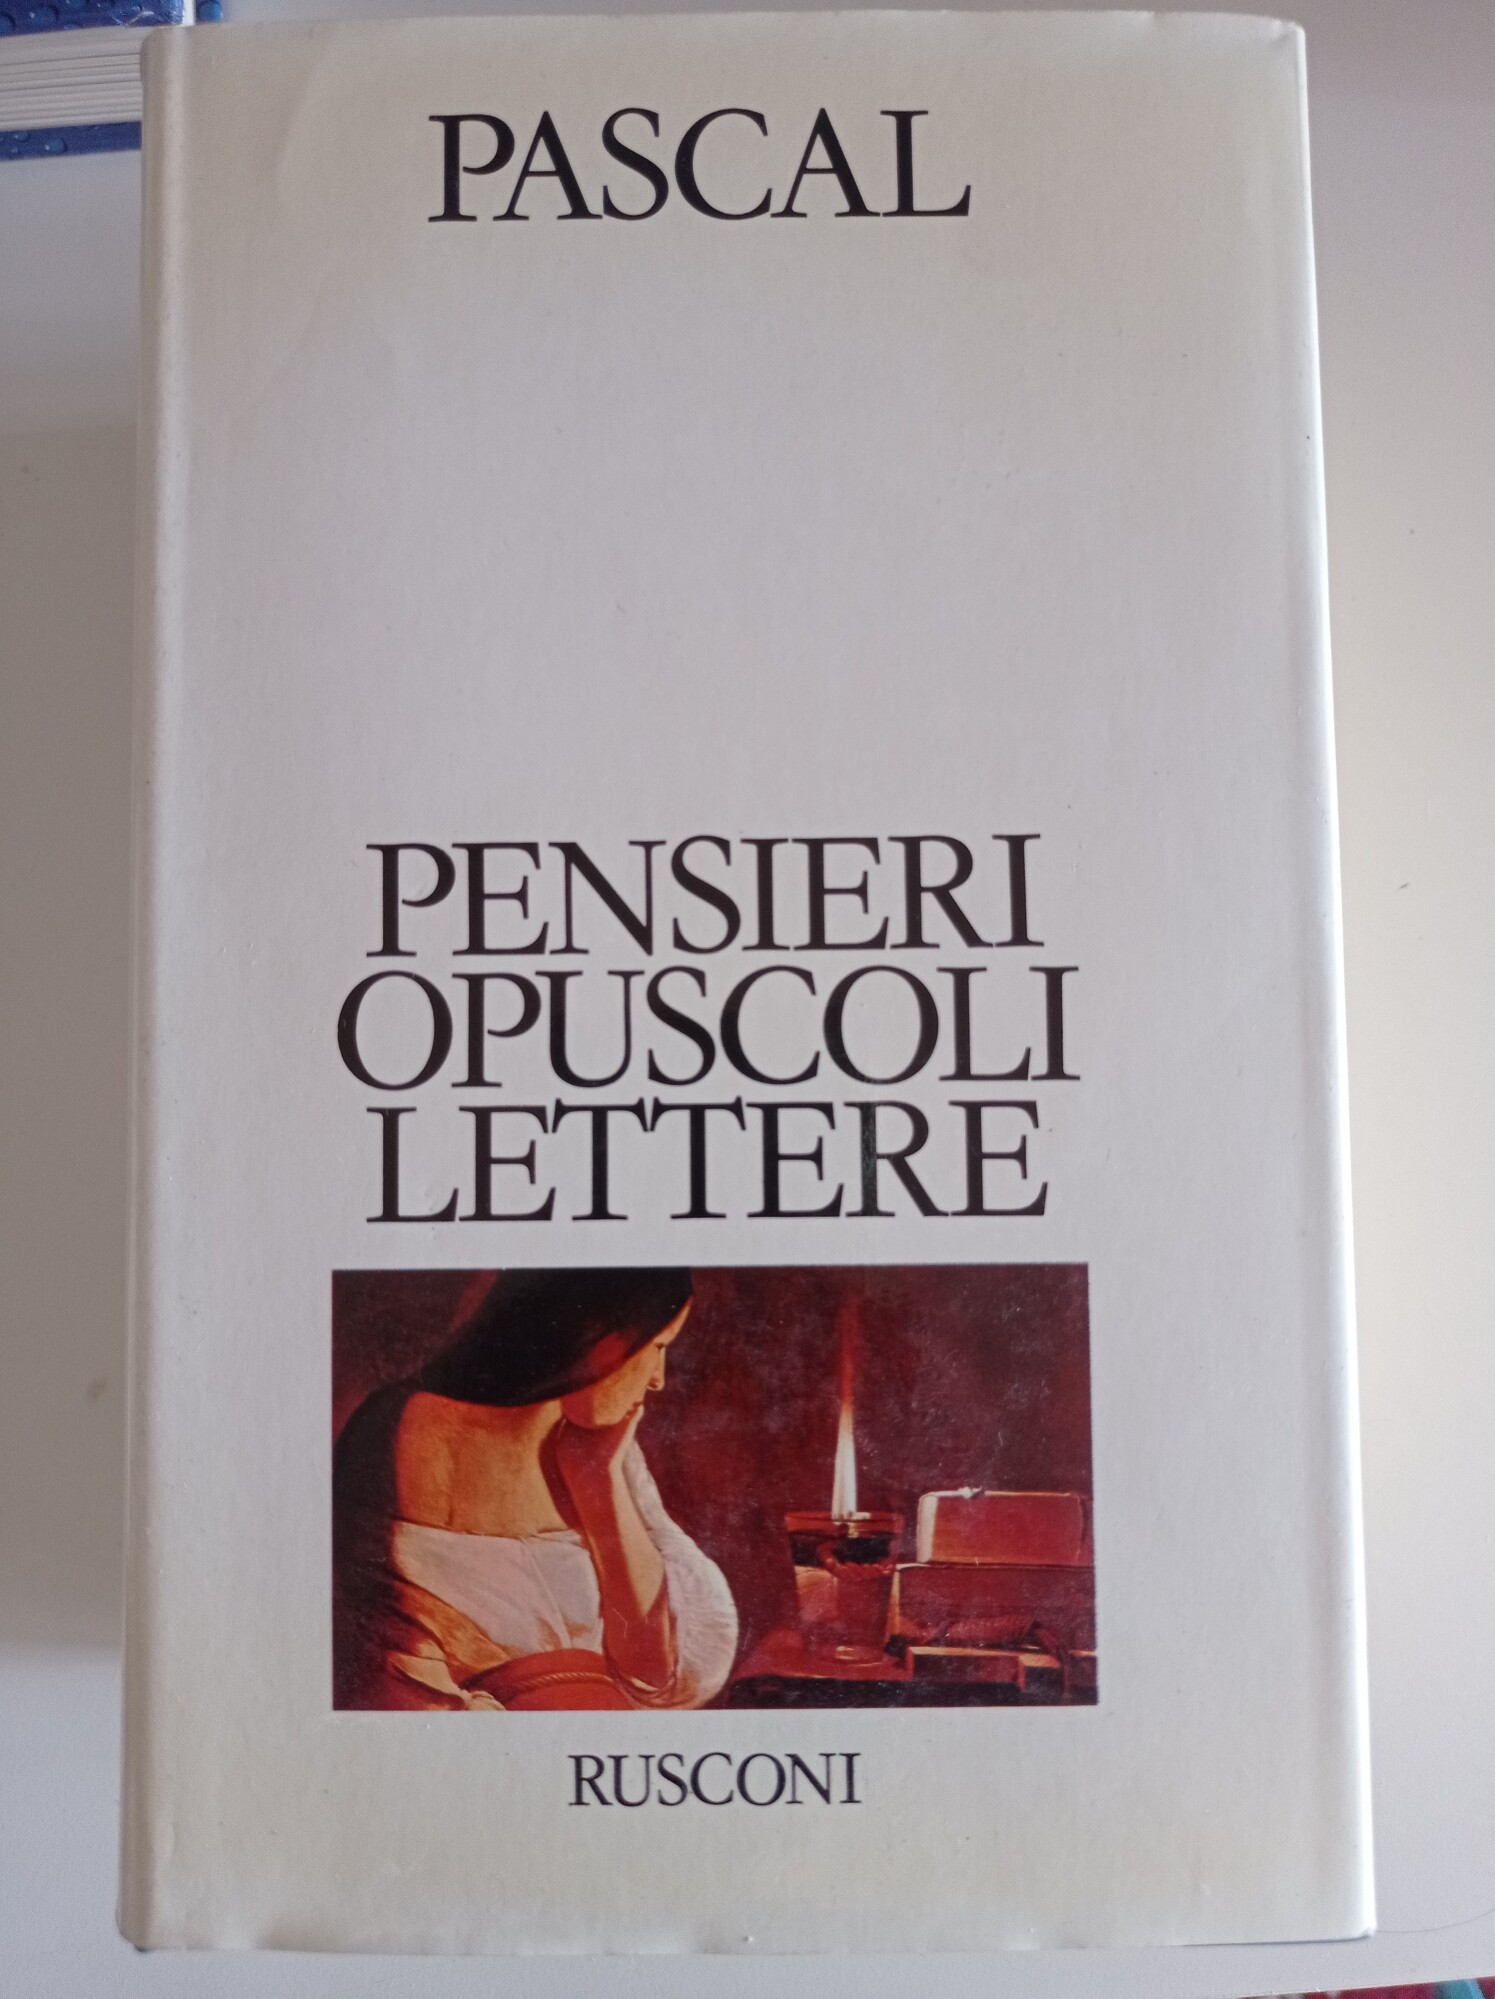 PASCAL
PENSIERI
OPUSCOLI
LETTERE
RUSCONI